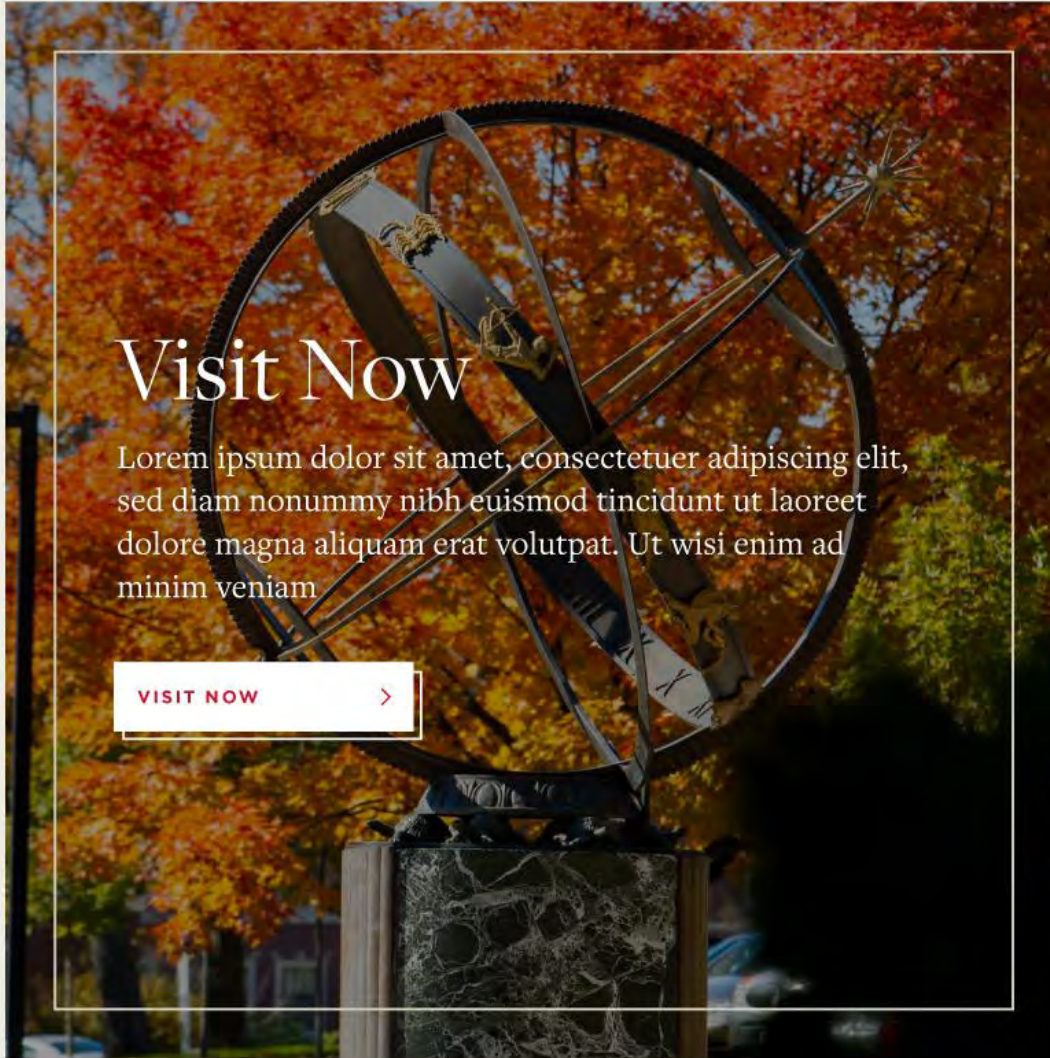 Visit Now
Lorem ipsum dolor sit amet, consectetuer adipiscing elit,
sed diam nonummy nibh euismod tincidunt ut laoreet
dolore magna aliquam erat volutpat. Ut wisi enim ad
minim veniam
VISIT NOW